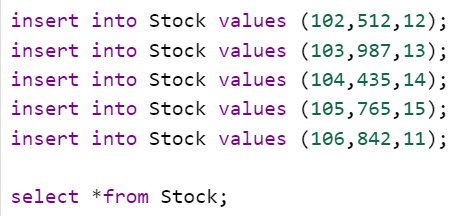 insert into Stock values (102,512,12);
insert into Stock values (103,987,13);
insert into Stock values (104,435,14);
insert into Stock values (105,765,15);
insert into Stock values (106,842,11);
select *from Stock;